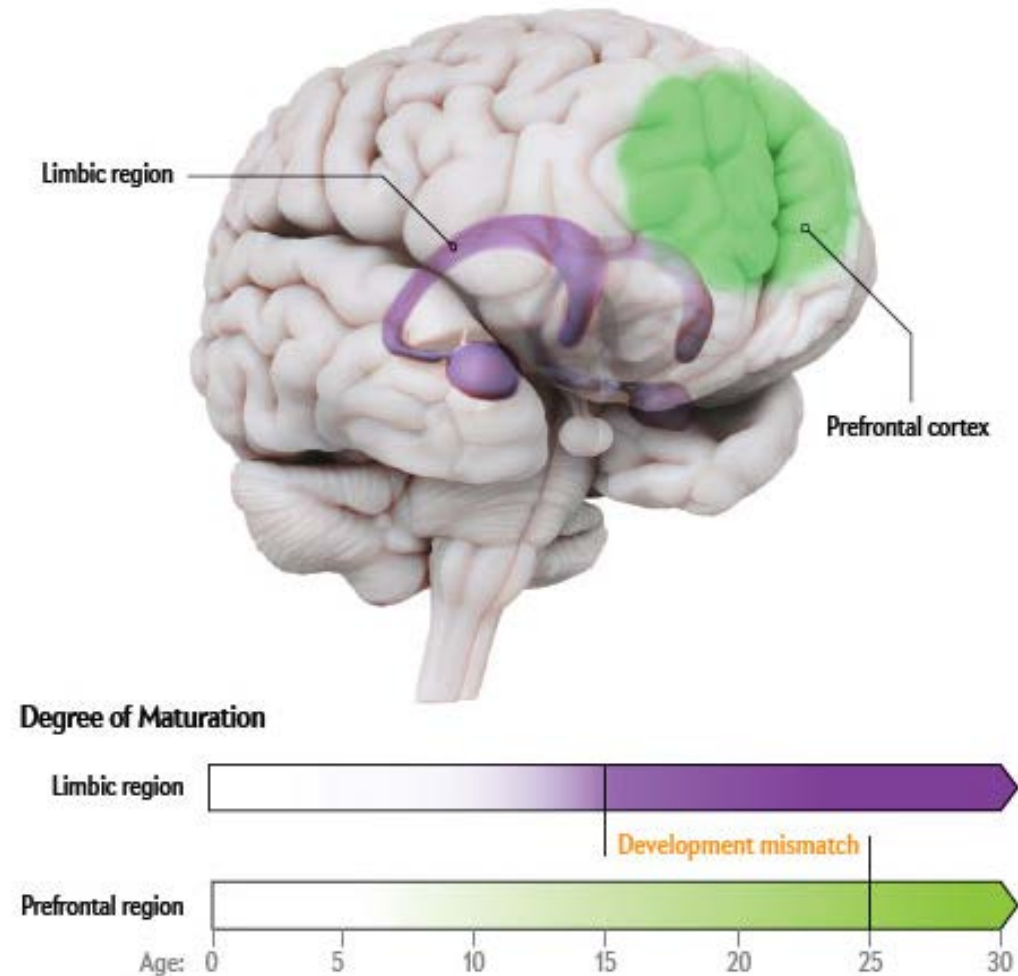 Limbic region
Prefrontal cortex
Degree of Maturation
Limbic region
Development mismatch
Prefrontal region
Age: 0 5 10 15 20 25 30